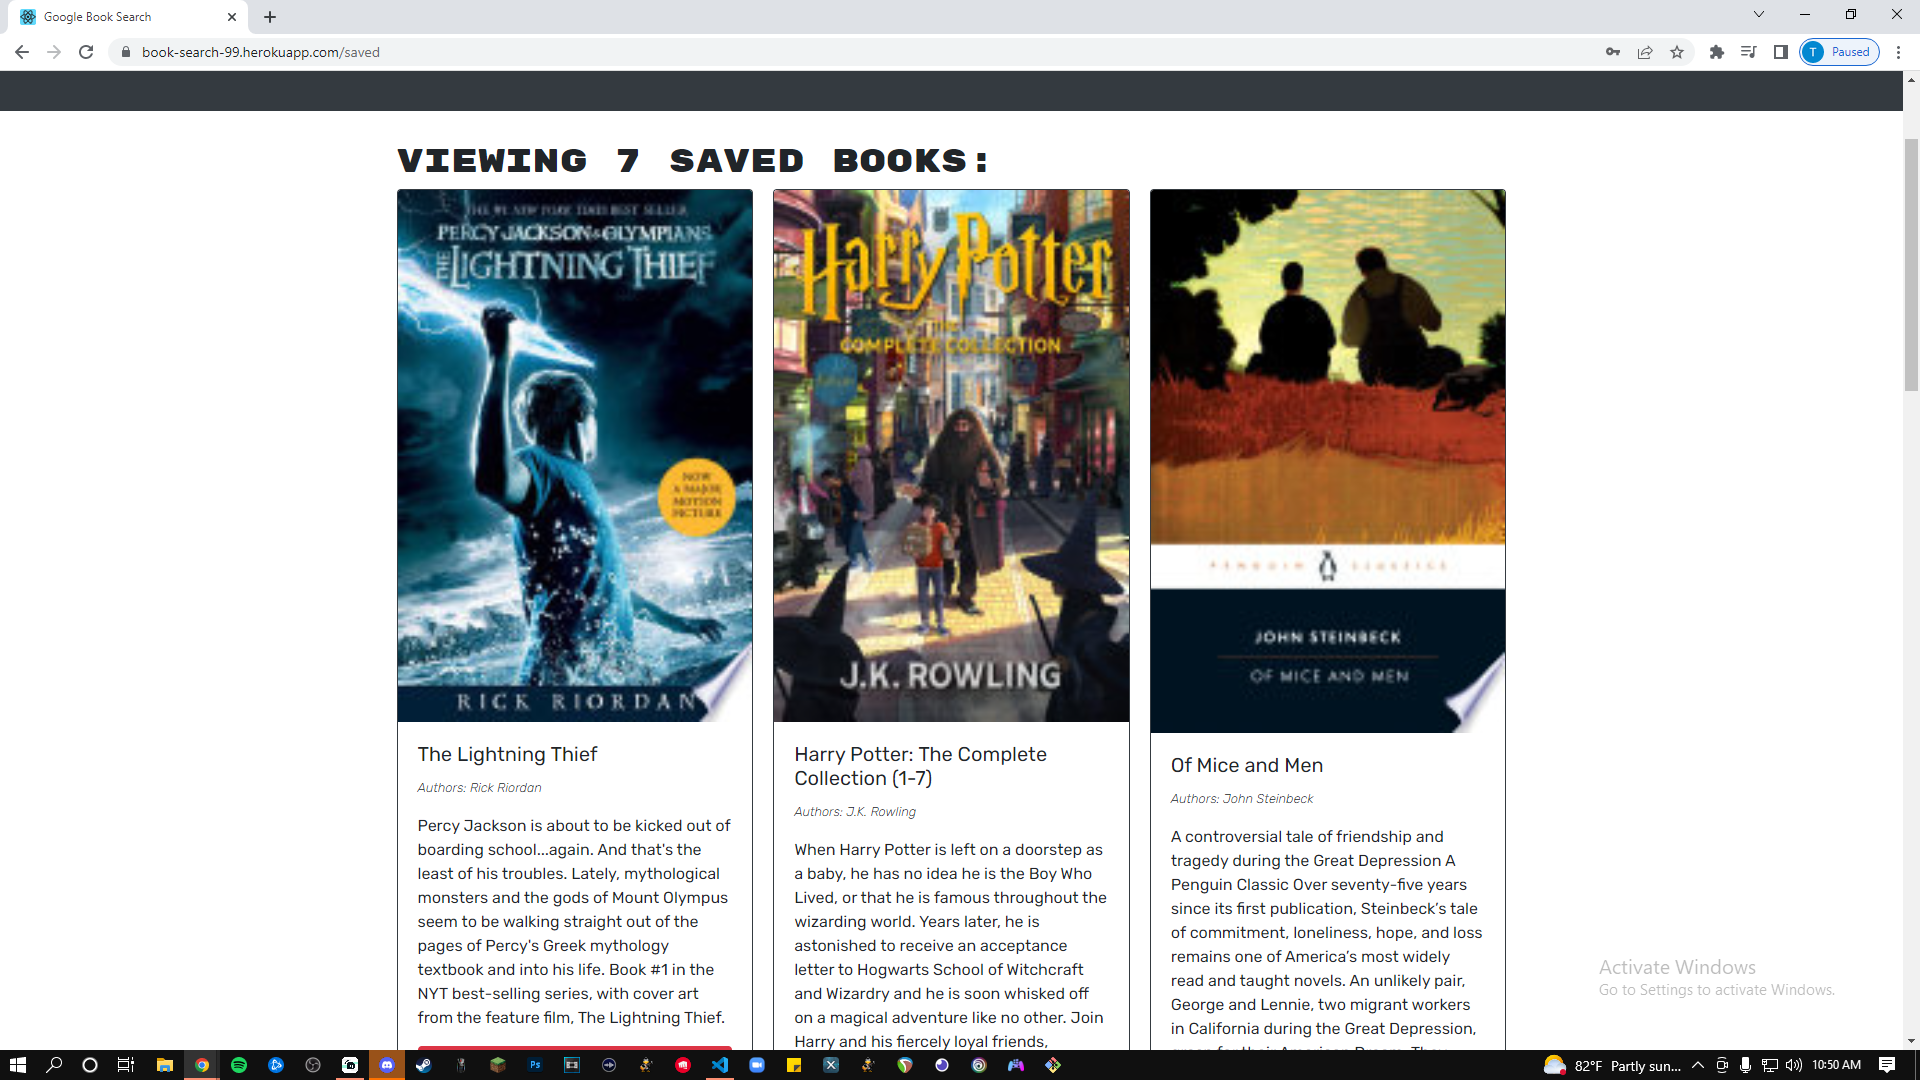 Google Book Search
book-search-99.herokuapp.com/saved
T Paused
VIEWING 7 SAVED BOOKS:
THE #1 NEW YORK TIMES BEST SELLER
PERCY JACKSON & OLYMPIANS
THE LIGHTNING THIEF
NOW
A MAJOR
MOTION
PICTURE
RICK RIORDAN
The Lightning Thief
Authors: Rick Riordan
Percy Jackson is about to be kicked out of
boarding school...again. And that's the
least of his troubles. Lately, mythological
monsters and the gods of Mount Olympus
seem to be walking straight out of the
pages of Percy's Greek mythology
textbook and into his life. Book #1 in the
NYT best-selling series, with cover art
from the feature film, The Lightning Thief.
Harry Potter
THE
COMPLETE COLLECTION
J.K. ROWLING
Harry Potter: The Complete
Collection (1-7)
Authors: J.K. Rowling
When Harry Potter is left on a doorstep as
a baby, he has no idea he is the Boy Who
Lived, or that he is famous throughout the
wizarding world. Years later, he is
astonished to receive an acceptance
letter to Hogwarts School of Witchcraft
and Wizardry and he is soon whisked off
on a magical adventure like no other. Join
Harry and his fiercely loyal friends,
PENGUIN CLASSICS
JOHN STEINBECK
OF MICE AND MEN
Of Mice and Men
Authors: John Steinbeck
A controversial tale of friendship and
tragedy during the Great Depression A
Penguin Classic Over seventy-five years
since its first publication, Steinbeck's tale
of commitment, loneliness, hope, and loss
remains one of America's most widely
read and taught novels. An unlikely pair,
George and Lennie, two migrant workers
in California during the Great Depression,
Activate Windows
Go to Settings to activate Windows.
82°F Partly sun...
10:50 AM